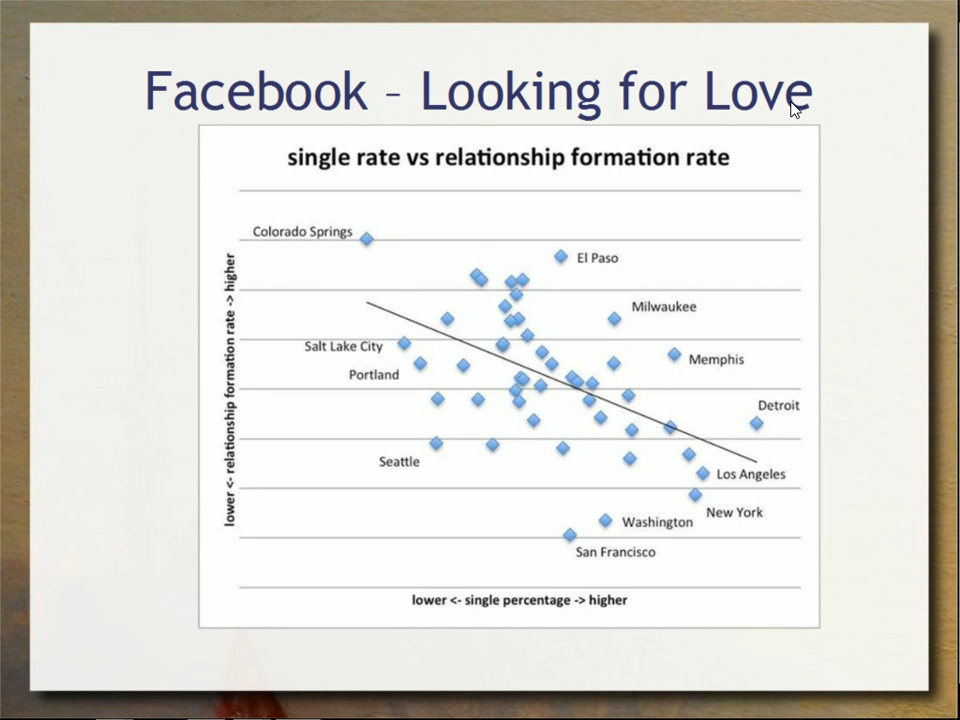 Facebook – Looking for Love
single rate vs relationship formation rate
Colorado Springs
El Paso
Milwaukee
Salt Lake City
Memphis
Portland
Detroit
Seattle
Los Angeles
New York
Washington
San Francisco
lower <- relationship formation rate -> higher
lower <- single percentage -> higher